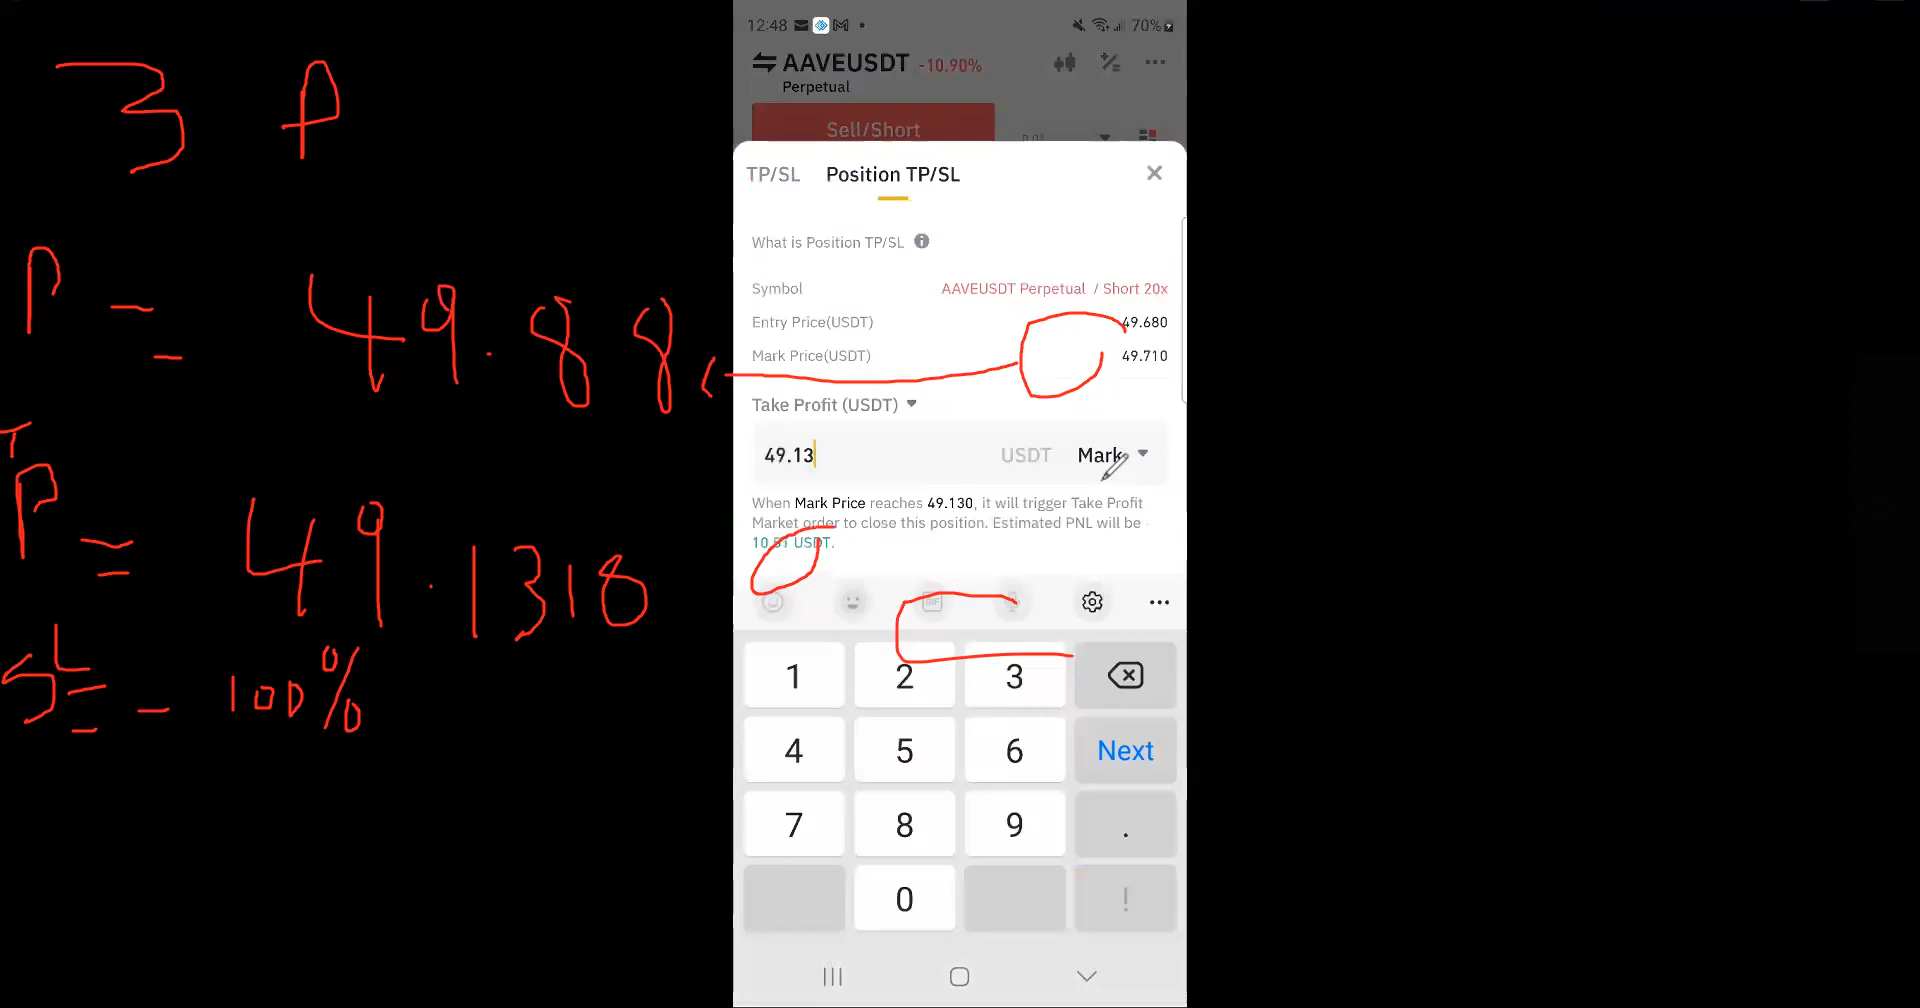 3 P
P = 49.88
TP = 49.1318
SL = - 100%
12:48 70%
AAVEUSDT -10.90%
Perpetual
Sell/Short
TP/SL Position TP/SL
What is Position TP/SL
Symbol AAVEUSDT Perpetual / Short 20x
Entry Price(USDT) 49.680
Mark Price(USDT) 49.710
Take Profit (USDT)
49.13 USDT Mark
When Mark Price reaches 49.130, it will trigger Take Profit
Market order to close this position. Estimated PNL will be
USDT.
GIF
1 2 3
4 5 6 Next
7 8 9 .
0 !